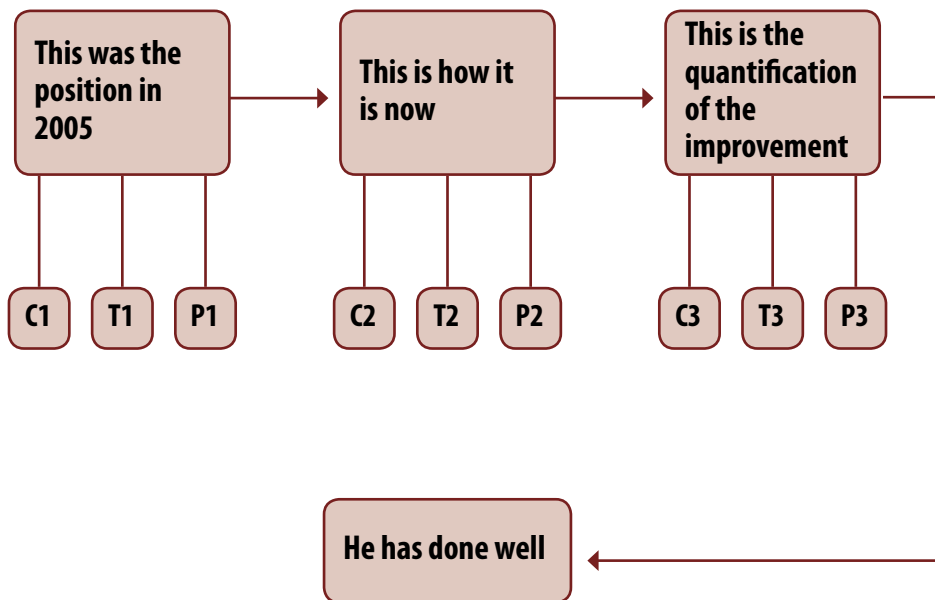 This was the
position in
2005
This is how it
is now
This is the
quantification
of the
improvement
C1 T1 P1 C2 T2 P2 C3 T3 P3
He has done well